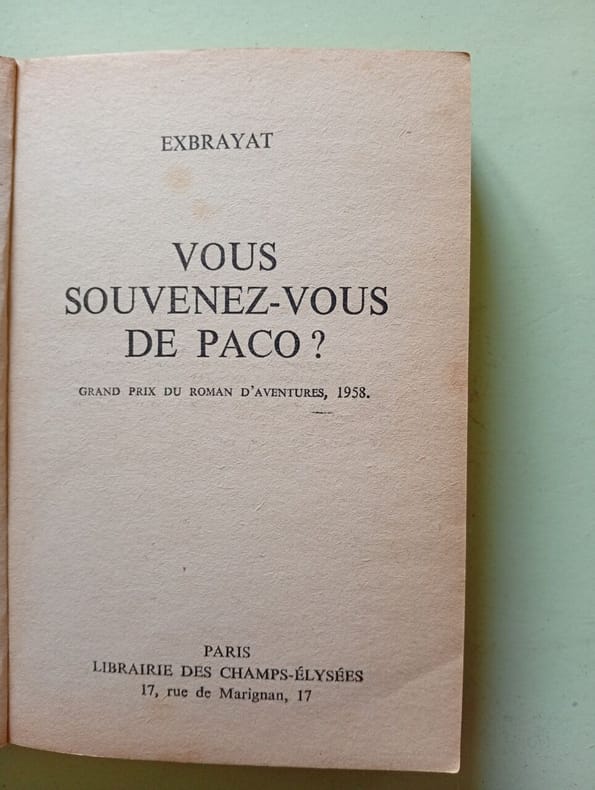 EXBRAYAT
VOUS
SOUVENEZ-VOUS
DE PACO ?
GRAND PRIX DU ROMAN D'AVENTURES, 1958.
PARIS
LIBRAIRIE DES CHAMPS-ÉLYSÉES
17, rue de Marignan, 17